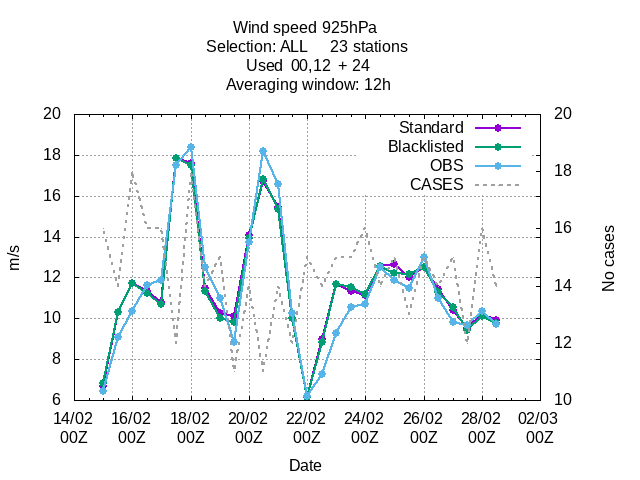 Wind speed 925hPa
Selection: ALL 23 stations
Used 00,12 + 24
Averaging window: 12h
Standard
Blacklisted
OBS
CASES
m/s
20
18
16
14
12
10
8
6
20
18
16
14
12
10
No cases
14/02 16/02 18/02 20/02 22/02 24/02 26/02 28/02 02/03
00Z 00Z 00Z 00Z 00Z 00Z 00Z 00Z 00Z
Date